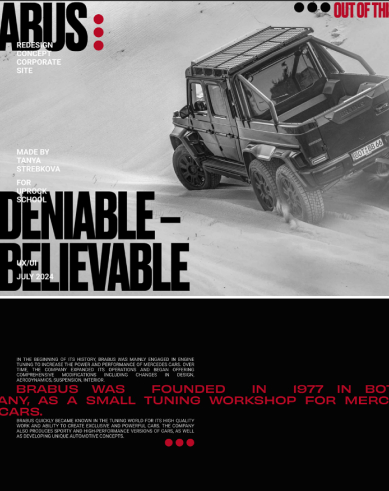 ABUS
OUT OF THE
REDESIGN
CONCEPT
CORPORATE
SITE
MADE BY
TANYA
STREBKOVA
FOR
UPROCK
SCHOOL
DENIABLE –
BELIEVABLE
UX/UI
JULY 2024
IN THE BEGINNING OF ITS HISTORY, BRABUS WAS MAINLY ENGAGED IN ENGINE
TUNING TO INCREASE THE POWER AND PERFORMANCE OF MERCEDES CARS. OVER
TIME, THE COMPANY EXPANDED ITS OPERATIONS AND BEGAN OFFERING
COMPREHENSIVE MODIFICATIONS INCLUDING CHANGES IN DESIGN,
AERODYNAMICS, SUSPENSION, INTERIOR.
BRABUS WAS FOUNDED IN 1977 IN BOT
ANY, AS A SMALL TUNING WORKSHOP FOR MERC
CARS.
BRABUS QUICKLY BECAME KNOWN IN THE TUNING WORLD FOR ITS HIGH QUALITY
WORK AND ABILITY TO CREATE EXCLUSIVE AND POWERFUL CARS. THE COMPANY
ALSO PRODUCES SPORTY AND HIGH-PERFORMANCE VERSIONS OF CARS, AS WELL
AS DEVELOPING UNIQUE AUTOMOTIVE CONCEPTS.